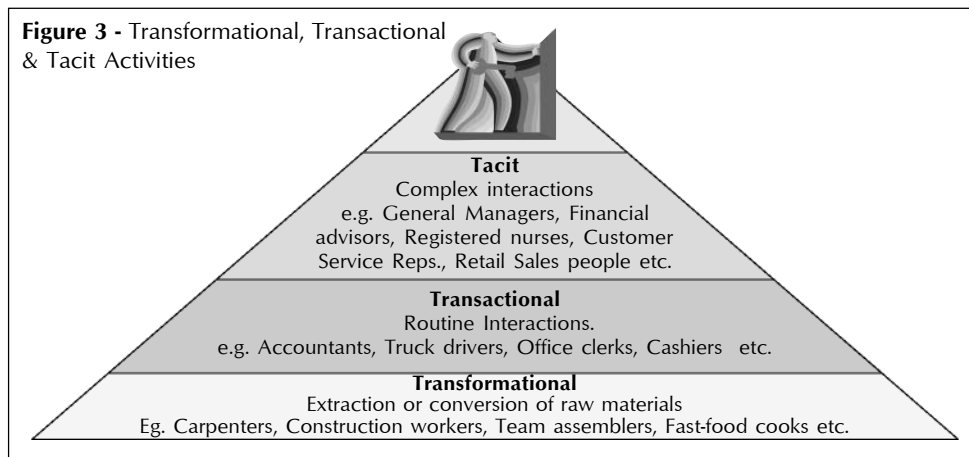 Figure 3 - Transformational, Transactional
& Tacit Activities
Tacit
Complex interactions
e.g. General Managers, Financial
advisors, Registered nurses, Customer
Service Reps., Retail Sales people etc.
Transactional
Routine Interactions.
e.g. Accountants, Truck drivers, Office clerks, Cashiers etc.
Transformational
Extraction or conversion of raw materials
Eg. Carpenters, Construction workers, Team assemblers, Fast-food cooks etc.